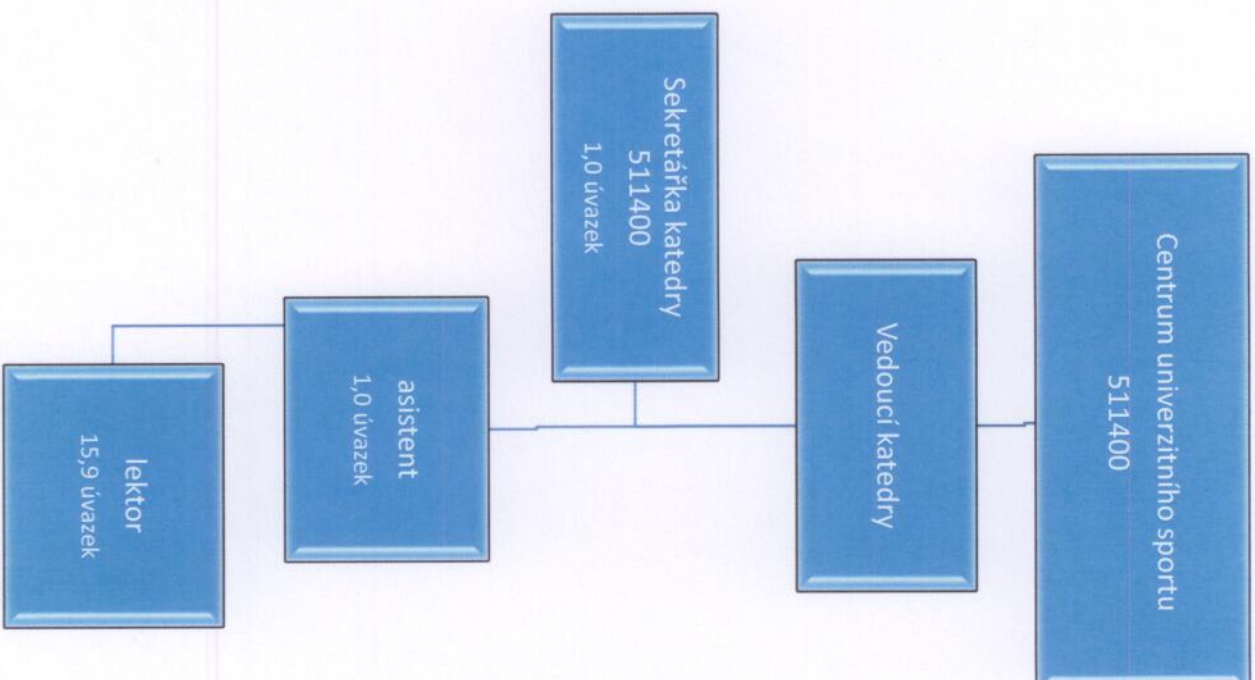 Centrum univerzitního sportu
511400
Vedoucí katedry
Sekretářka katedry
511400
1,0 úvazek
asistent
1,0 úvazek
lektor
15,9 úvazek